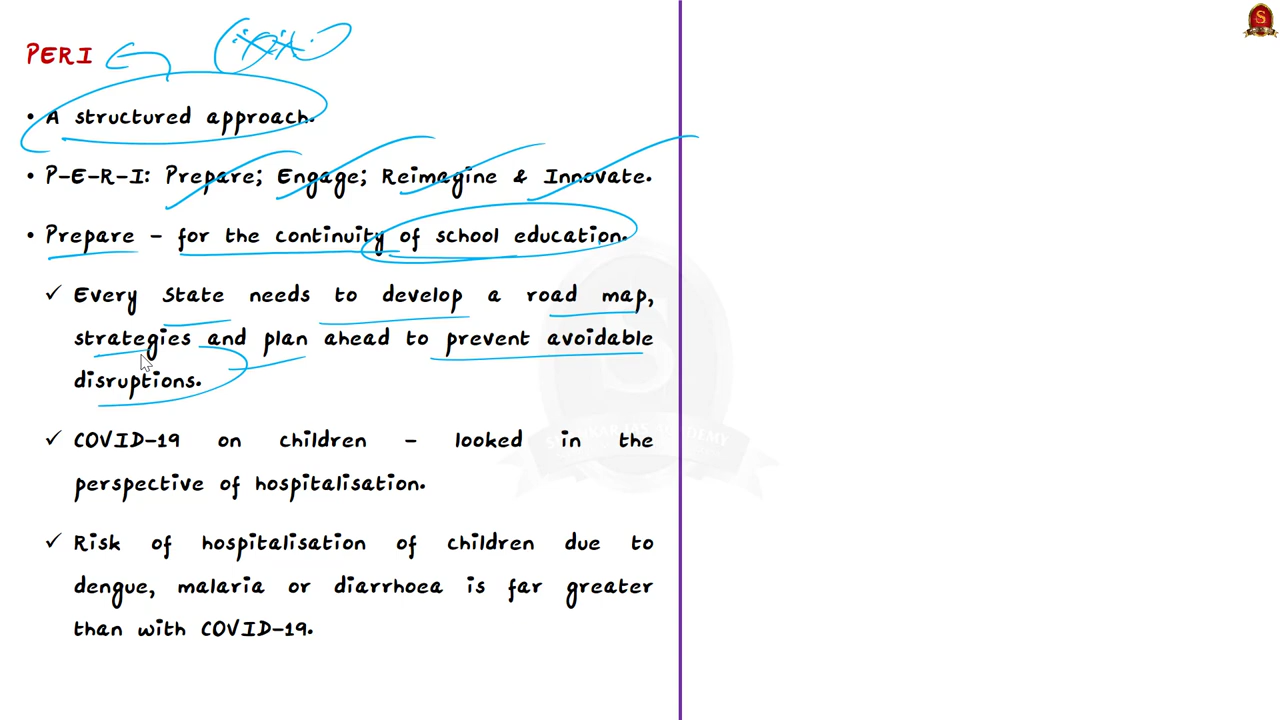 PERI
• A structured approach.
• P-E-R-I: Prepare; Engage; Reimagine & Innovate.
• Prepare – for the continuity of school education.
✓ Every State needs to develop a road map,
strategies and plan ahead to prevent avoidable
disruptions.
✓ COVID-19 on children – looked in the
perspective of hospitalisation.
✓ Risk of hospitalisation of children due to
dengue, malaria or diarrhoea is far greater
than with COVID-19.